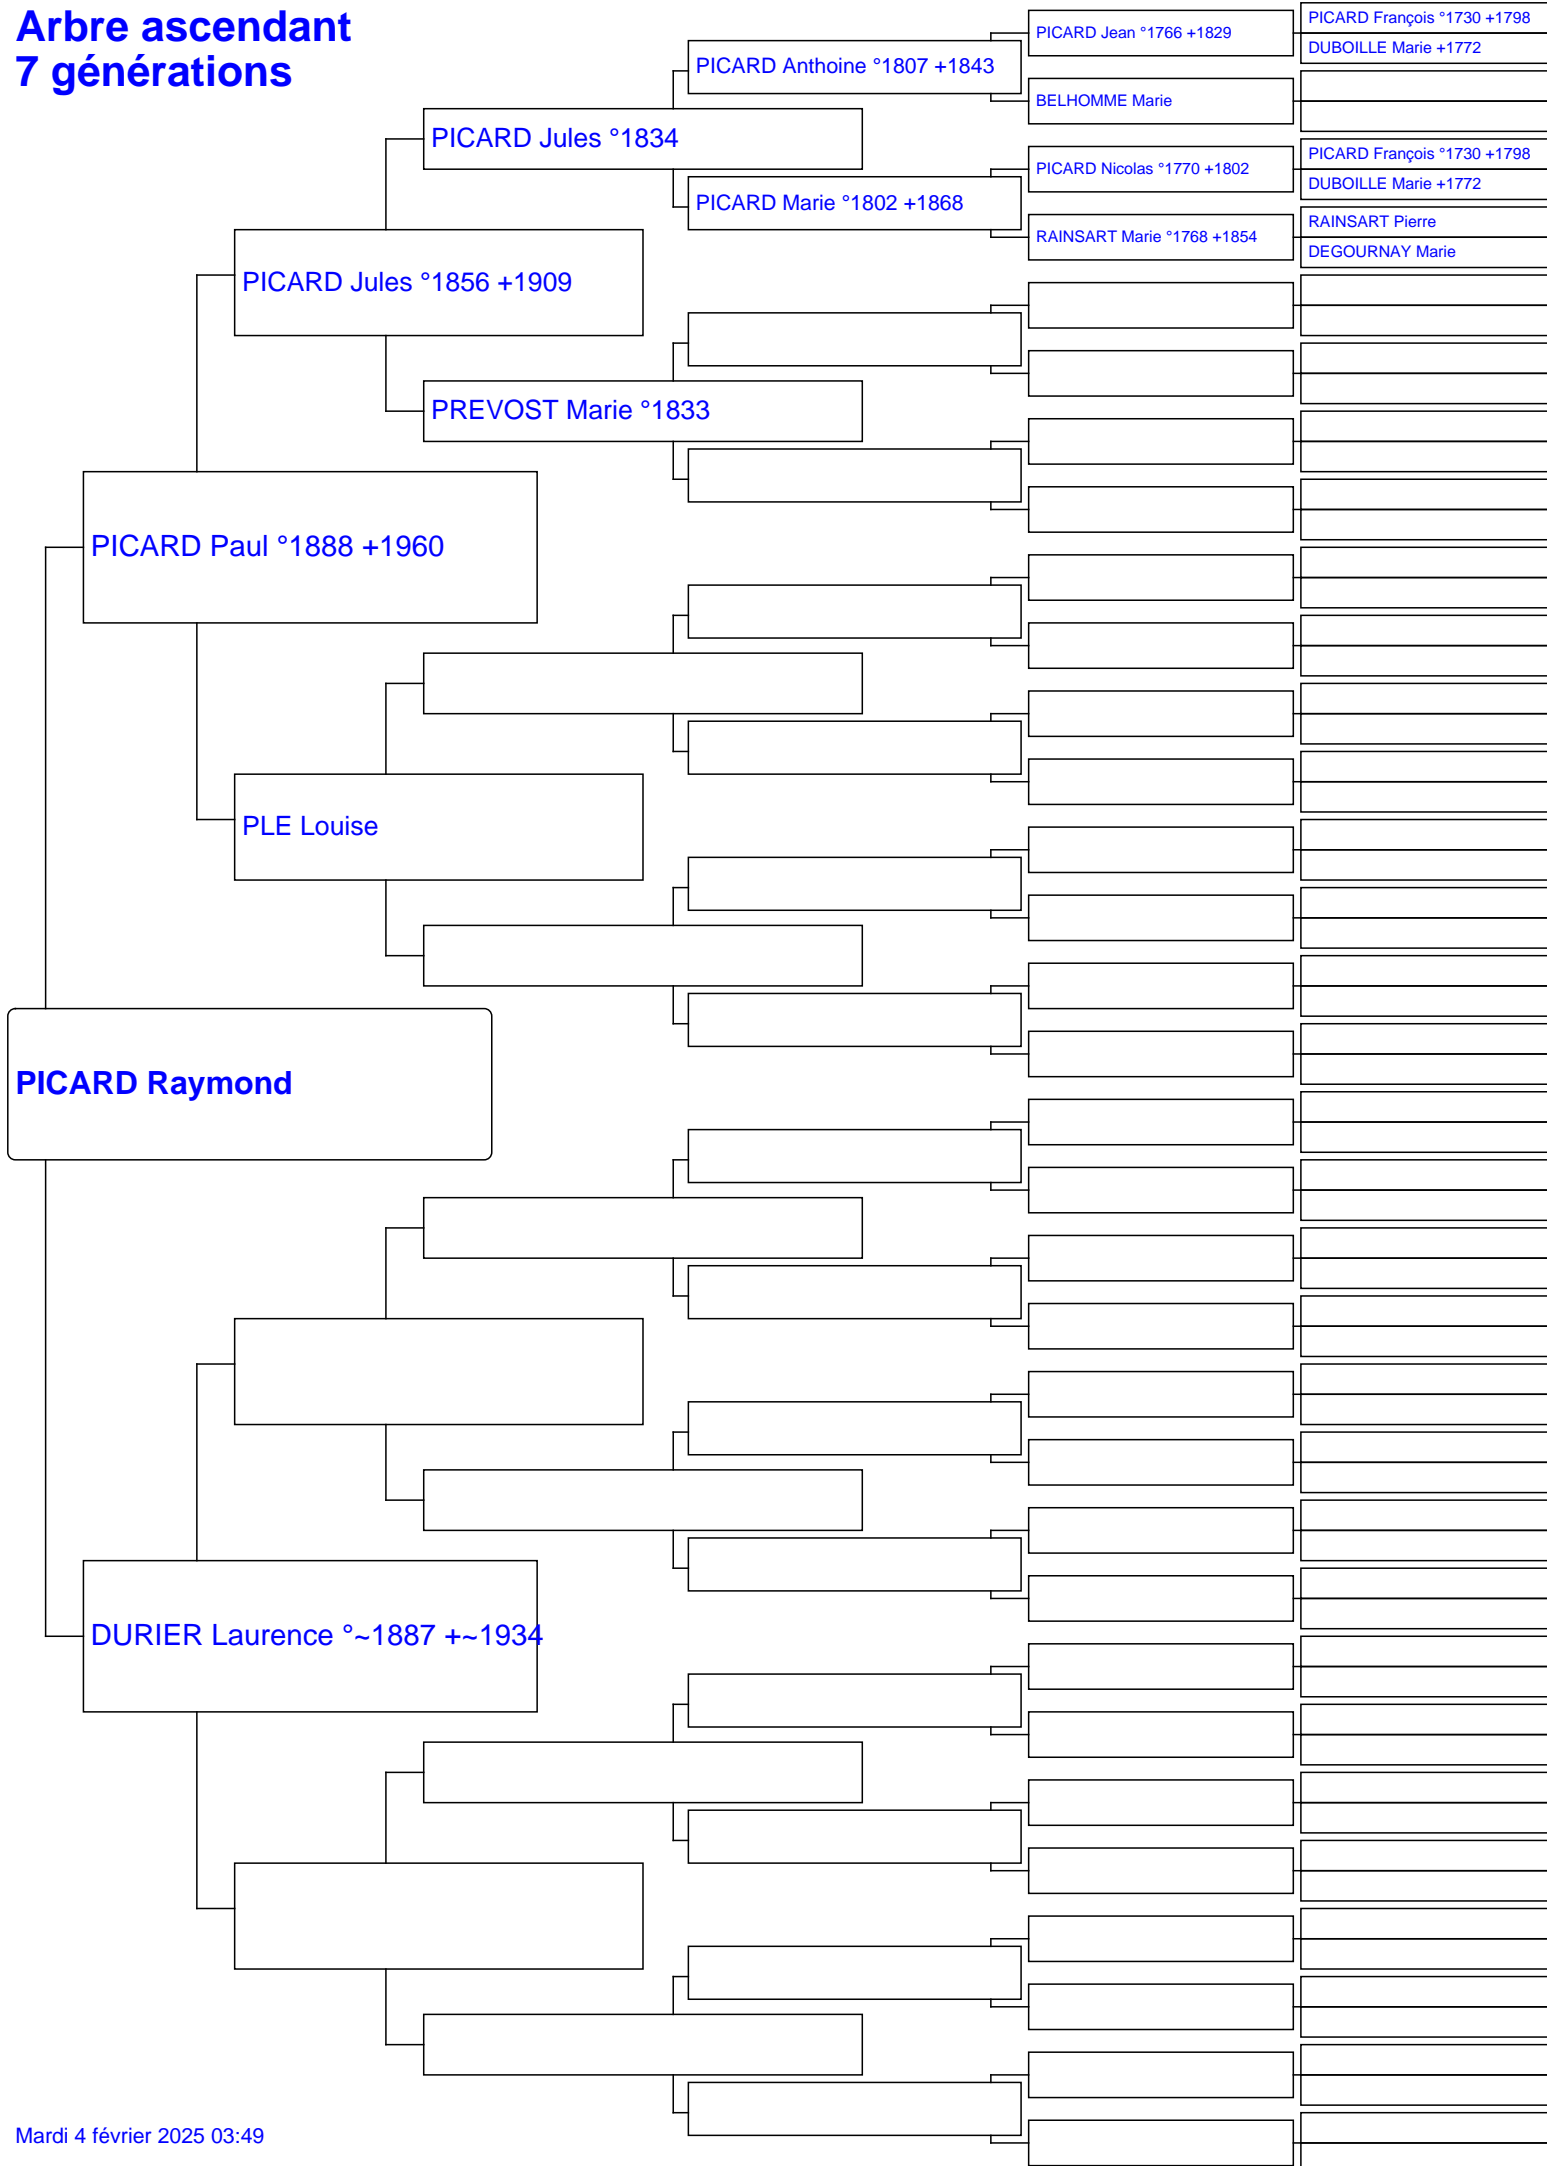 Arbre ascendant
7 générations
PICARD François °1730 +1798
PICARD Jean °1766 +1829
DUBOILLE Marie +1772
PICARD Anthoine °1807 +1843
BELHOMME Marie
PICARD Jules °1834
PICARD François °1730 +1798
PICARD Nicolas °1770 +1802
DUBOILLE Marie +1772
PICARD Marie °1802 +1868
RAINSART Pierre
RAINSART Marie °1768 +1854
DEGOURNAY Marie
PICARD Jules °1856 +1909
PREVOST Marie °1833
PICARD Paul °1888 +1960
PLE Louise
PICARD Raymond
DURIER Laurence °~1887 +~1934
Mardi 4 février 2025 03:49